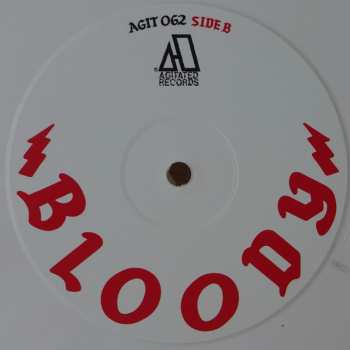 AGIT 062 SIDE B
AGITATED
RECORDS
BLOODY